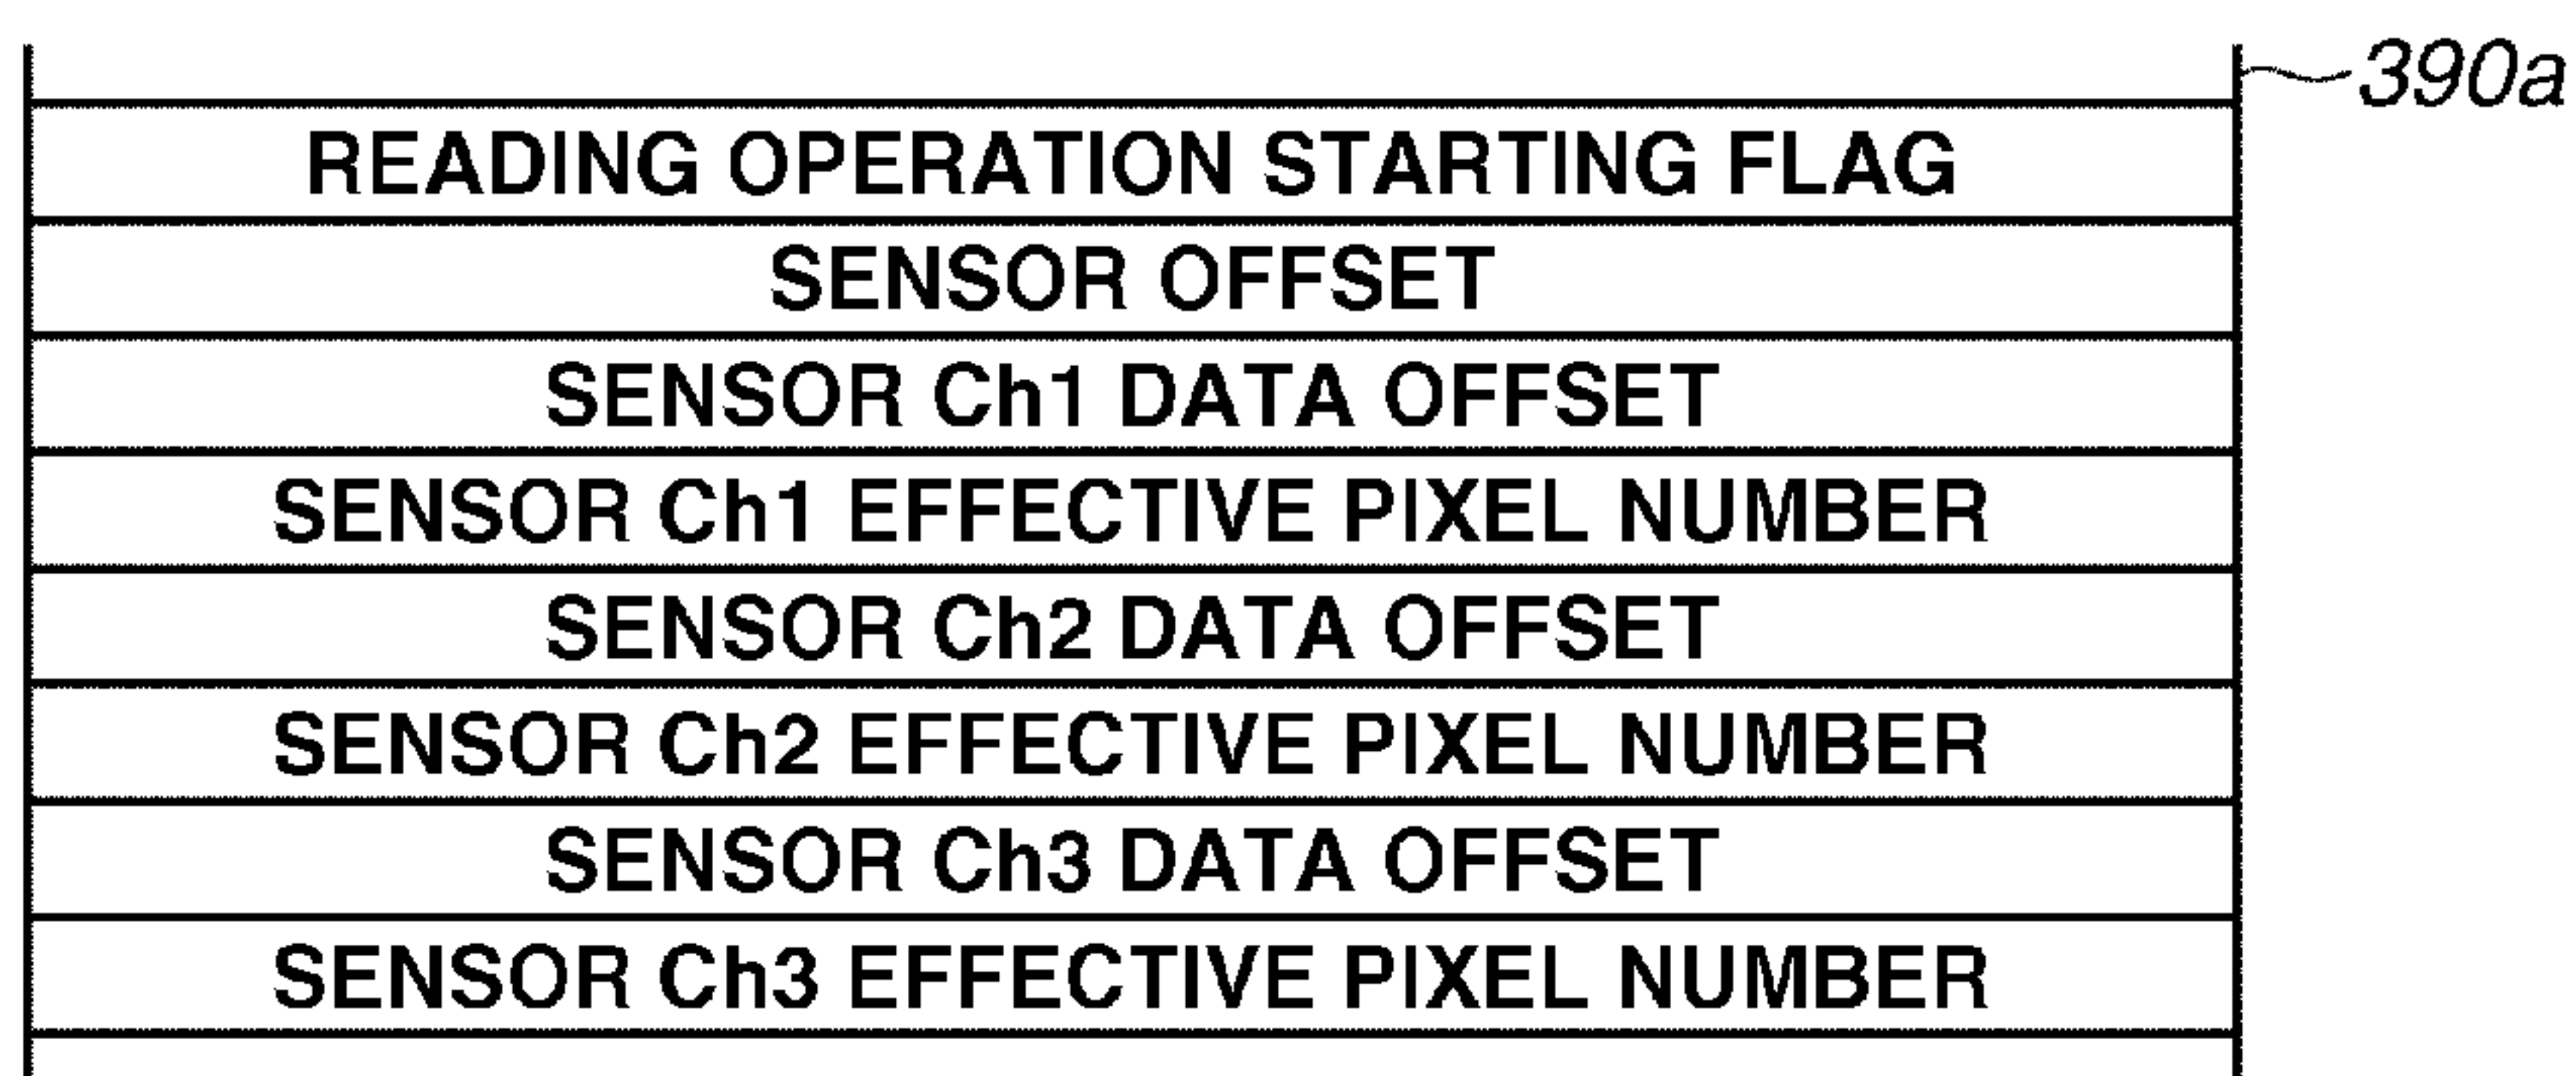 390a
READING OPERATION STARTING FLAG
SENSOR OFFSET
SENSOR Ch1 DATA OFFSET
SENSOR Ch1 EFFECTIVE PIXEL NUMBER
SENSOR Ch2 DATA OFFSET
SENSOR Ch2 EFFECTIVE PIXEL NUMBER
SENSOR Ch3 DATA OFFSET
SENSOR Ch3 EFFECTIVE PIXEL NUMBER